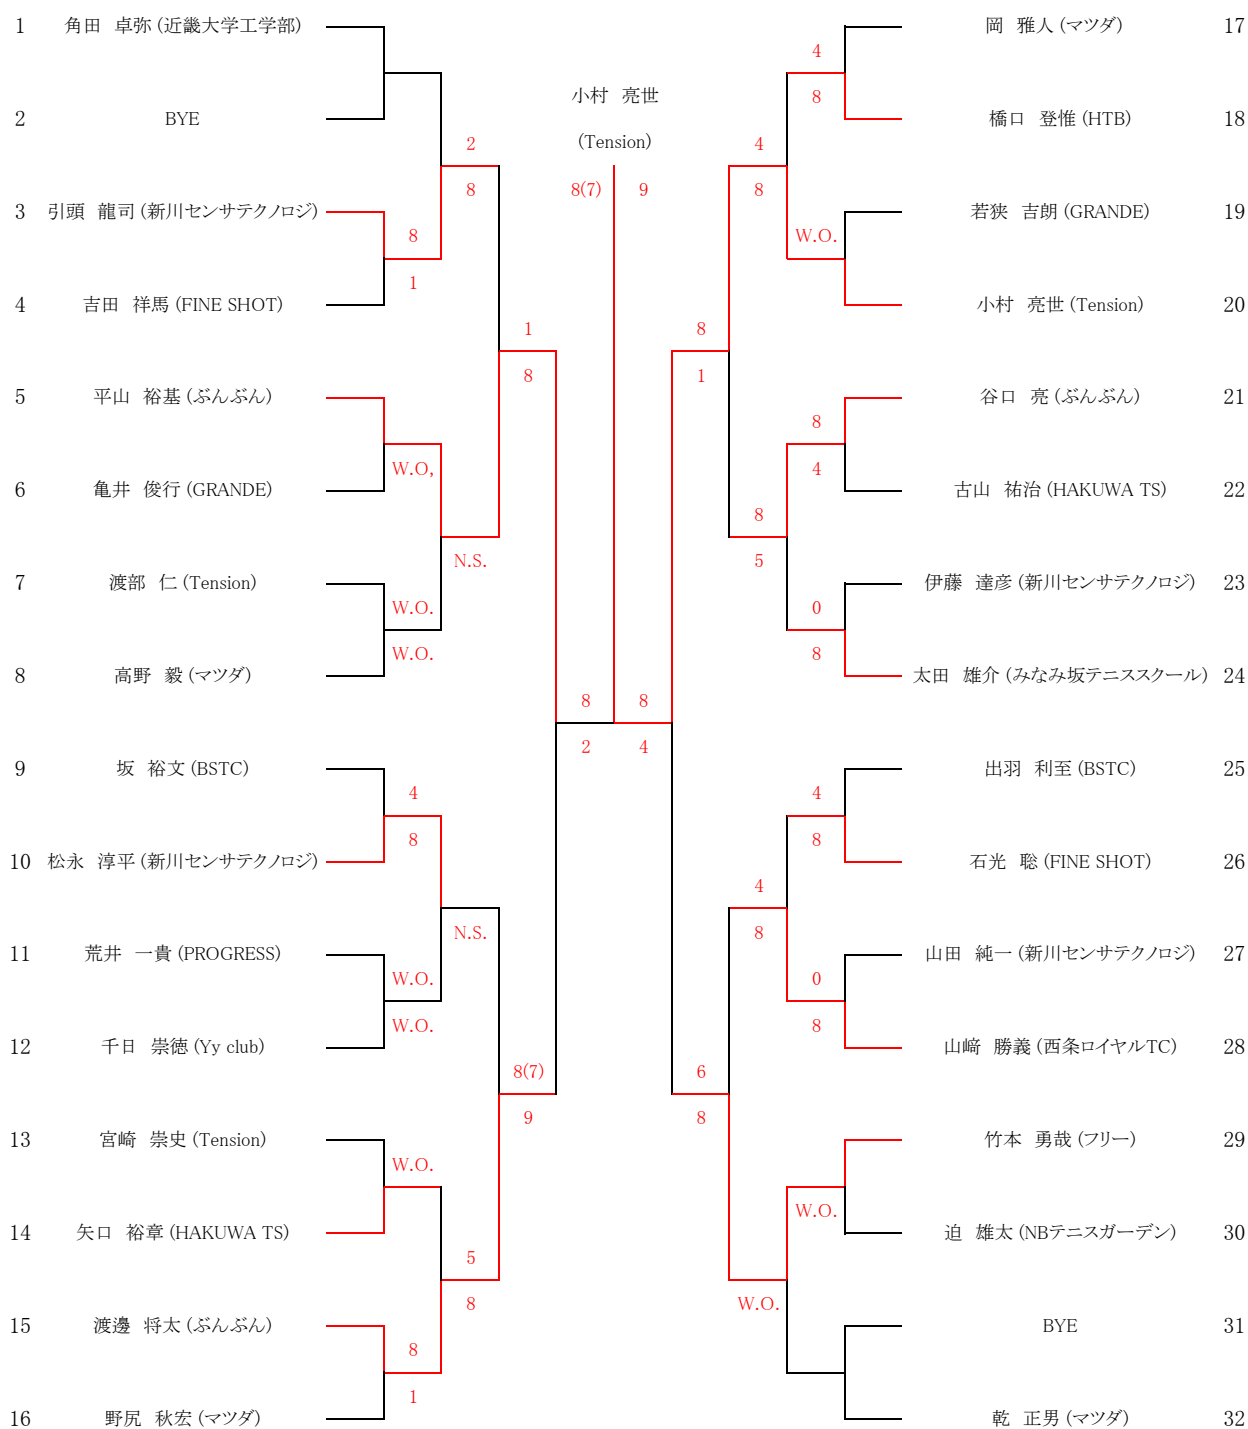 1 角田 卓弥 (近畿大学工学部)
2 BYE
3 引頭 龍司 (新川センサテクノロジ)
4 吉田 祥馬 (FINE SHOT)
5 平山 裕基 (ぶんぶん)
6 亀井 俊行 (GRANDE)
7 渡部 仁 (Tension)
8 高野 毅 (マツダ)
9 坂 裕文 (BSTC)
10 松永 淳平 (新川センサテクノロジ)
11 荒井 一貴 (PROGRESS)
12 千日 崇徳 (Yy club)
13 宮崎 崇史 (Tension)
14 矢口 裕章 (HAKUWA TS)
15 渡邊 将太 (ぶんぶん)
16 野尻 秋宏 (マツダ)
8
1
W.O,
W.O.
W.O.
4
8
W.O.
W.O.
W.O.
8
1
2
8
N.S.
N.S.
5
8
1
8
8(7)
9
8
2
小村 亮世
(Tension)
8(7) 9
8
4
8
1
6
8
4
8
8
5
4
8
W.O.
4
8
W.O.
8
4
0
8
4
8
0
8
W.O.
岡 雅人 (マツダ) 17
橋口 登惟 (HTB) 18
若狭 吉朗 (GRANDE) 19
小村 亮世 (Tension) 20
谷口 亮 (ぶんぶん) 21
古山 祐治 (HAKUWA TS) 22
伊藤 達彦 (新川センサテクノロジ) 23
太田 雄介 (みなみ坂テニススクール) 24
出羽 利至 (BSTC) 25
石光 聡 (FINE SHOT) 26
山田 純一 (新川センサテクノロジ) 27
山﨑 勝義 (西条ロイヤルTC) 28
竹本 勇哉 (フリー) 29
迫 雄太 (NBテニスガーデン) 30
BYE 31
乾 正男 (マツダ) 32